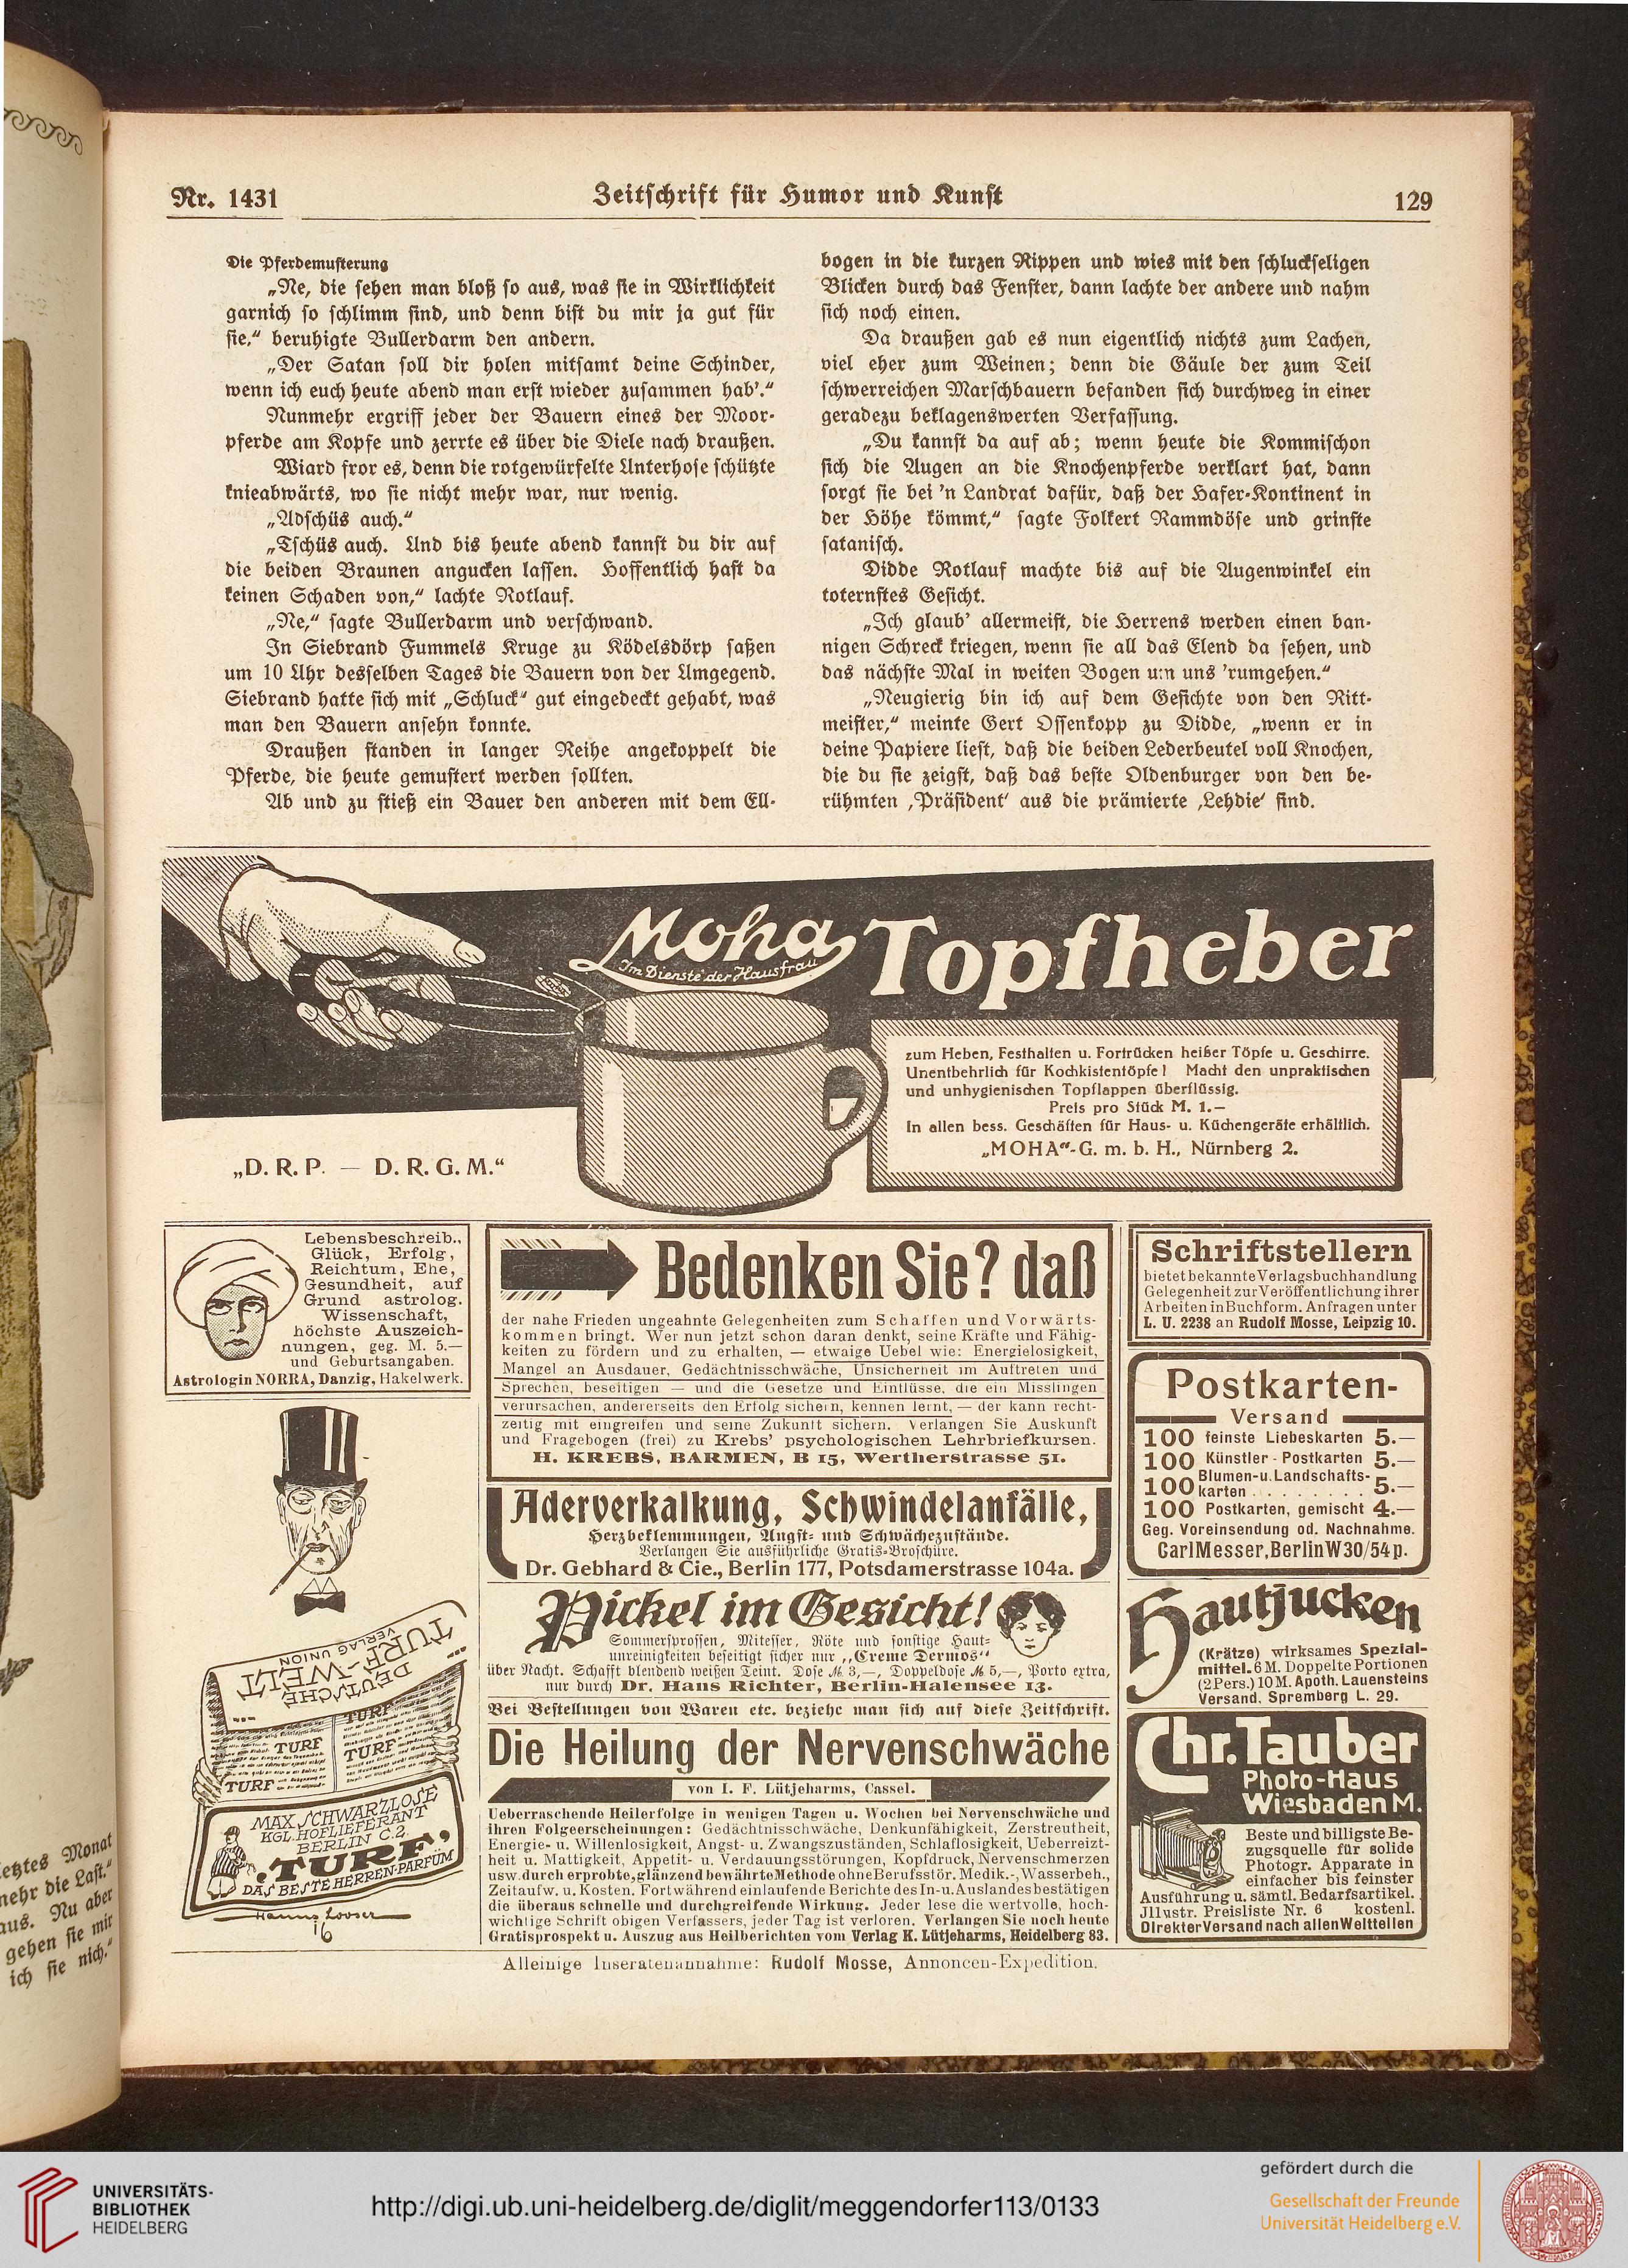 Nr. 1431
Zeitschrift für Humor und Kunst
129
Die Pferdemusterung
„Ne, die sehen man bloß so aus, was sie in Wirklichkeit
garnich so schlimm sind, und denn bist du mir ja gut für
sie,“ beruhigte Bullerdarm den andern.
„Der Satan soll dir holen mitsamt deine Schinder,
wenn ich euch heute abend man erst wieder zusammen hab’.“
Nunmehr ergriff jeder der Bauern eines der Moor-
pferde am Kopfe und zerrte es über die Diele nach draußen.
Wiard fror es, denn die rotgewürfelte Unterhose schützte
knieabwärts, wo sie nicht mehr war, nur wenig.
„Adschüs auch.“
„Tschüs auch. Und bis heute abend kannst du dir auf
die beiden Braunen angucken lassen. Hoffentlich hast da
keinen Schaden von,“ lachte Rotlauf.
„Ne,“ sagte Bullerdarm und verschwand.
In Siebrand Fummels Kruge zu Ködelsdörp saßen
um 10 Uhr desselben Tages die Bauern von der Umgegend.
Siebrand hatte sich mit „Schluck“ gut eingedeckt gehabt, was
man den Bauern ansehn konnte.
Draußen standen in langer Reihe angekoppelt die
Pferde, die heute gemustert werden sollten.
Ab und zu stieß ein Bauer den anderen mit dem Ell-
bogen in die kurzen Rippen und wies mit den schluckseligen
Blicken durch das Fenster, dann lachte der andere und nahm
sich noch einen.
Da draußen gab es nun eigentlich nichts zum Lachen,
viel eher zum Weinen; denn die Gäule der zum Teil
schwerreichen Marschbauern befanden sich durchweg in einer
geradezu beklagenswerten Verfassung.
„Du kannst da auf ab; wenn heute die Kommischon
sich die Augen an die Knochenpferde verklart hat, dann
sorgt sie bei ’n Landrat dafür, daß der Hafer-Kontinent in
der Höhe kömmt,“ sagte Folkert Rammdöse und grinste
satanisch.
Didde Rotlauf machte bis auf die Augenwinkel ein
toternstes Gesicht.
„Ich glaub’ allermeist, die Herrens werden einen ban-
nigen Schreck kriegen, wenn sie all das Elend da sehen, und
das nächste Mal in weiten Bogen um uns ’rumgehen.“
„Neugierig bin ich auf dem Gesichte von den Ritt-
meister,“ meinte Gert Ossenkopp zu Didde, „wenn er in
deine Papiere liest, daß die beiden Lederbeutel voll Knochen,
die du sie zeigst, daß das beste Oldenburger von den be-
rühmten ‚Präsident‘ aus die prämierte ‚Lehdie‘ sind.
Moha
Im Dienste der Hausfrau
Topfheber
zum Heben, Festhalten u. Fortrücken heißer Töpfe u. Geschirre.
Unentbehrlich für Kochkistentöpfe! Macht den unpraktischen
und unhygienischen Topflappen überflüssig.
Preis pro Stück M. 1.—
In allen bess. Geschäften für Haus- u. Küchengeräte erhältlich.
„MOHA“-G. m. b. H., Nürnberg 2.
„D. R. P. — D. R. G. M.“
Lebensbeschreib.,
Glück, Erfolg,
Reichtum, Ehe,
Gesundheit, auf
Grund astrolog.
Wissenschaft,
höchste Auszeich-
nungen, geg. M. 5.—
und Geburtsangaben.
Astrologin NORRA, Danzig, Hakelwerk.
VERLAG UNION
DEUTSCHE
TURF-WELT
TURF
TURF
TURF
TURF
MAX SCHWARZLOSE
KGL. HOFLIEFERANT
BERLIN C.2.
„TURF“
DAS BESTE HERREN-PARFÜM
Hanns Looser
16
Bedenken Sie? daß
der nahe Frieden ungeahnte Gelegenheiten zum Schaffen und Vorwärts-
kommen bringt. Wer nun jetzt schon daran denkt, seine Kräfte und Fähig-
keiten zu fördern und zu erhalten, — etwaige Uebel wie: Energielosigkeit,
Mangel an Ausdauer, Gedächtnisschwäche, Unsicherheit im Auftreten und
Sprechen, beseitigen — und die Gesetze und Einflüsse, die ein Misslingen
verursachen, andererseits den Erfolg sichern, kennen lernt, — der kann recht-
zeitig mit eingreifen und seine Zukunft sichern. Verlangen Sie Auskunft
und Fragebogen (frei) zu Krebs’ psychologischen Lehrbriefkursen.
H. KREBS, BARMEN, B 15, Wertherstrasse 51.
Aderverkalkung, Schwindelanfälle,
Herzbeklemmungen, Angst- und Schwächezustände.
Verlangen Sie ausführliche Gratis-Broschüre.
Dr. Gebhard & Cie., Berlin 177, Potsdamerstrasse 104a.
Pickel im Gesicht!
Sommersprossen, Mitesser, Röte und sonstige Haut-
unreinigkeiten beseitigt sicher nur „Creme Dermos“
über Nacht. Schafft blendend weißen Teint. Dose M. 3,—, Doppeldose M 5,—, Porto extra,
nur durch Dr. Hans Richter, Berlin-Halensee 13.
Bei Bestellungen von Waren etc. beziehe man sich auf diese Zeitschrift.
Die Heilung der Nervenschwäche
von I. F. Lütjeharms, Cassel.
Ueberraschende Heilerfolge in wenigen Tagen u. Wochen bei Nervenschwäche und
ihren Folgeerscheinungen: Gedächtnisschwäche, Denkunfähigkeit, Zerstreutheit,
Energie- u. Willenlosigkeit, Angst- u. Zwangszuständen, Schlaflosigkeit, Ueberreizt-
heit u. Mattigkeit, Appetit- u. Verdauungsstörungen, Kopfdruck, Nervenschmerzen
usw. durch erprobte, glänzend bewährte Methode ohne Berufsstör. Medik.-, Wasserbeh.,
Zeitaufw. u. Kosten. Fortwährend einlaufende Berichte des In- u. Auslandes bestätigen
die überaus schnelle und durchgreifende Wirkung. Jeder lese die wertvolle, hoch-
wichtige Schrift obigen Verfassers, jeder Tag ist verloren. Verlangen Sie noch heute
Gratisprospekt u. Auszug aus Heilberichten vom Verlag K. Lütjeharms, Heidelberg 83.
Schriftstellern
bietet bekannte Verlagsbuchhandlung
Gelegenheit zur Veröffentlichung ihrer
Arbeiten in Buchform. Anfragen unter
L. U. 2238 an Rudolf Mosse, Leipzig 10.
Postkarten-
Versand
100 feinste Liebeskarten 5.—
100 Künstler-Postkarten 5.—
100 Blumen- u. Landschafts-
karten . . . . . . . . 5.—
100 Postkarten, gemischt 4.—
Geg. Voreinsendung od. Nachnahme.
Carl Messer, Berlin W 30/54 p.
Hautjucken
(Krätze) wirksames Spezial-
mittel. 6 M. Doppelte Portionen
(2 Pers.) 10 M. Apoth. Lauensteins
Versand, Spremberg L. 29.
Chr. Tauber
Photo-Haus
Wiesbaden M.
Beste und billigste Be-
zugsquelle für solide
Photogr. Apparate in
einfacher bis feinster
Ausführung u. sämtl. Bedarfsartikel.
Jllustr. Preisliste Nr. 6 kostenl.
Direkter Versand nach allen Weltteilen
Alleinige Inseratenannahme: Rudolf Mosse, Annoncen-Expedition.
letztes Monat
mehr die Last.“
aus. Nu aber
gehen sie mir
ich sie nich.“
UNIVERSITÄTS-
BIBLIOTHEK
HEIDELBERG
http://digi.ub.uni-heidelberg.de/diglit/meggendorfer113/0133
gefördert durch die
Gesellschaft der Freunde
Universität Heidelberg e.V.